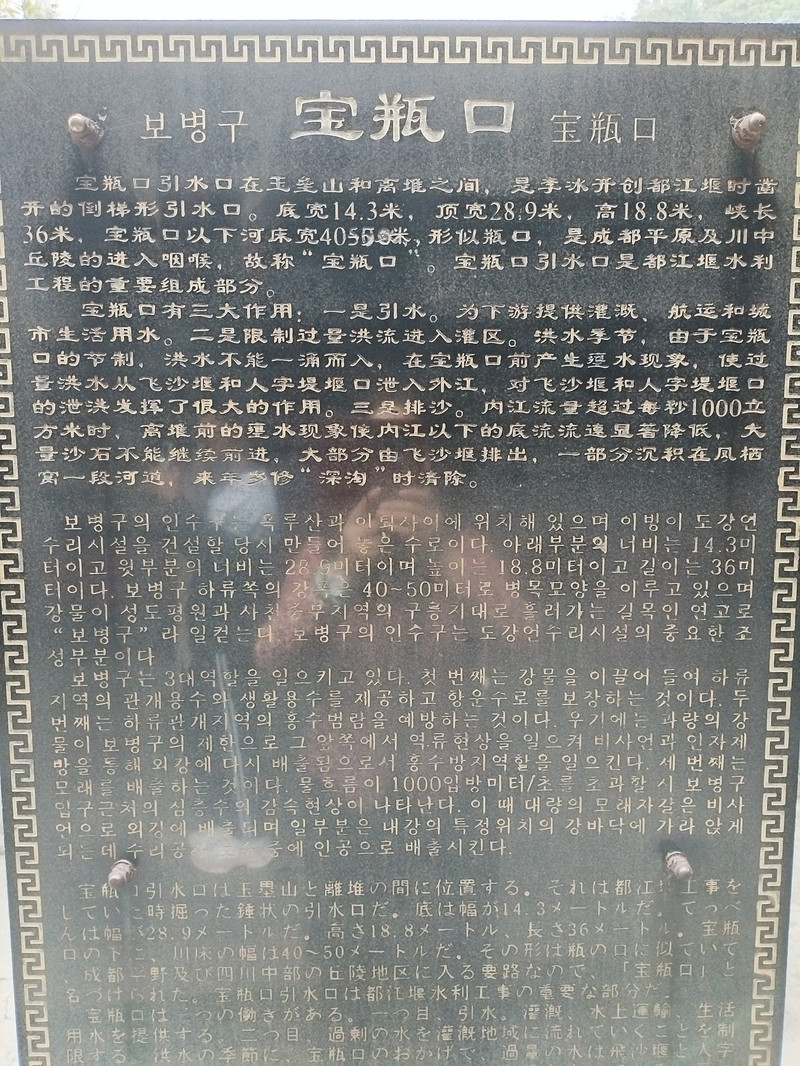 보병구 宝瓶口 宝瓶口
宝瓶口引水口在玉垒山和离堆之间，是李冰开创都江堰时凿
开的倒梯形引水口。底宽14.3米，顶宽28.9米，高18.8米，峡长
36米，宝瓶口以下河床宽40 米，形似瓶口，是成都平原及川中
丘陵的进入咽喉，故称“宝瓶口”。宝瓶口引水口是都江堰水利
工程的重要组成部分。
宝瓶口有三大作用：一是引水。为下游提供灌溉、航运和城
市生活用水。二是限制过量洪流进入灌区。洪水季节，由于宝瓶
口的节制，洪水不能一涌而入，在宝瓶口前产生壅水现象，使过
量洪水从飞沙堰和人字堤堰口泄入外江，对飞沙堰和人字堤堰口
的泄洪发挥了很大的作用。三是排沙。内江流量超过每秒1000立
方米时，离堆前的壅水现象使内江以下的底流流速显著降低，大
量沙石不能继续前进，大部分由飞沙堰排出，一部分沉积在凤栖
窝一段河道，来年岁修“深淘”时清除。
보병구의 인수구는 옥루산과 이퇴사이에 위치해 있으며 이빙이 도강언
수리시설을 건설할 당시 만들어 놓은 수로이다. 아래부분의 너비는 14.3미
터이고 윗부분의 너비는 28.9미터이며 높이는 18.8미터이고 길이는 36미
터이다. 보병구 하류쪽의 강폭은 40~50미터로 병목모양을 이루고 있으며
강물이 성도평원과 사천중부지역의 구릉지대로 흘러가는 길목인 연고로
“보병구” 라 일컫는다. 보병구의 인수구는 도강언수리시설의 중요한 조
성부분이다
보병구는 3대역할을 일으키고 있다. 첫 번째는 강물을 이끌어 들여 하류
지역의 관개용수와 생활용수를 제공하고 항운수로를 보장하는 것이다. 두
번째는 하류관개지역의 홍수범람을 예방하는 것이다. 우기에는 과량의 강
물이 보병구의 제한으로 그 앞쪽에서 역류현상을 일으켜 비사언과 인자제
방을 통해 외강에 다시 배출됨으로서 홍수방지역할을 일으킨다. 세 번째는
모래를 배출하는 것이다. 물흐름이 1000입방미터/초를 초과할 시 보병구
입구근처의 심층수의 감속현상이 나타난다. 이 때 대량의 모래자갈은 비사
언으로 외강에 배출되며 일부분은 내강의 특정위치의 강바닥에 가라 앉게
되는데 수리공 중에 인공으로 배출시킨다.
宝瓶口引水口は玉塁山と離堆の間に位置する。それは都江堰工事を
していた時掘った錘状の引水口だ。底は幅が14.3メートルだ。てっぺ
んは幅が28.9メートルだ。高さ18.8メートル。長さ36メートル。宝瓶
口の下に、川床の幅は40~50メートルだ。その形は瓶の口に似ていて
成都平野及び四川中部の丘陵地区に入る要路なので、「宝瓶口」と
名づけられた。宝瓶口引水口は都江堰水利工事の重要な部分だ。
宝瓶口は三つの働きがある。一つ目、引水。灌漑、水上運輸、生活
用水を提供する。二つ目、過剰の水を灌漑地域に流れていくことを制
限する。洪水の季節に、宝瓶口のおかげで、過量の水は飛沙堰と人字